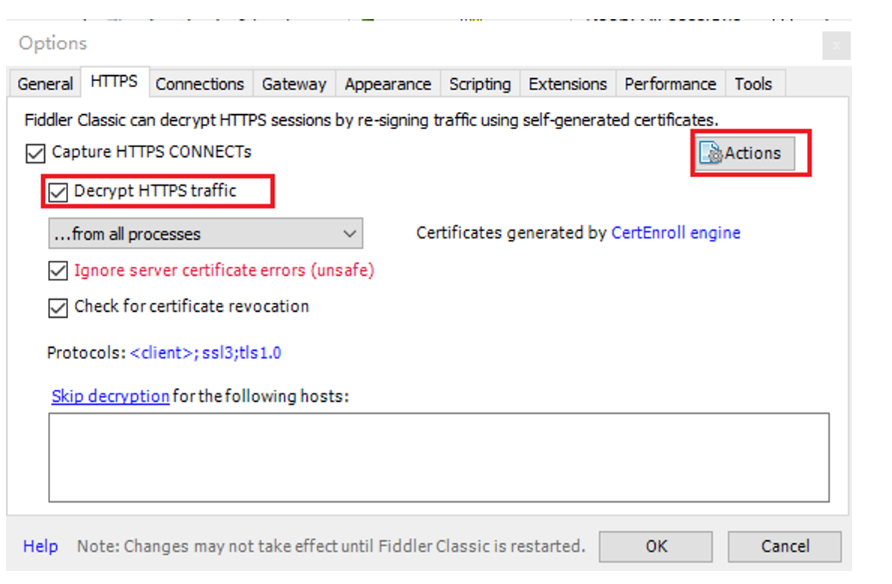 Options
x
General HTTPS Connections Gateway Appearance Scripting Extensions Performance Tools
Fiddler Classic can decrypt HTTPS sessions by re-signing traffic using self-generated certificates.
Capture HTTPS CONNECTs
Actions
Decrypt HTTPS traffic
...from all processes
Certificates generated by CertEnroll engine
Ignore server certificate errors (unsafe)
Check for certificate revocation
Protocols: <client>;ssl3;tls1.0
Skip decryption for the following hosts:
Help Note: Changes may not take effect until Fiddler Classic is restarted. OK Cancel